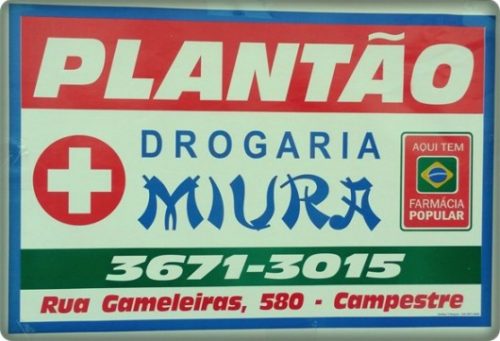 PLANTÃO
DROGARIA
MIURA
AQUI TEM
FARMÁCIA
POPULAR
3671-3015
Rua Gameleiras, 580 - Campestre